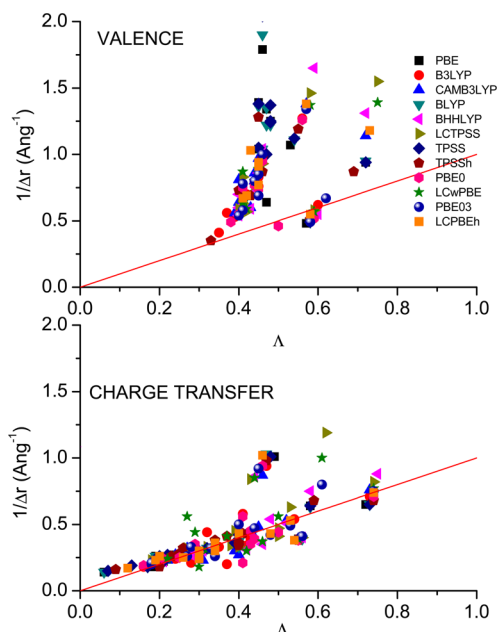 VALENCE
2.0
1.5
1.0
0.5
0.0
1/Δr (Ang⁻¹)
0.0 0.2 0.4 0.6 0.8 1.0
Λ
PBE
B3LYP
CAMB3LYP
BLYP
BHHLYP
LCTPSS
TPSS
TPSSh
PBE0
LCwPBE
PBE03
LCPBEh
CHARGE TRANSFER
2.0
1.5
1.0
0.5
0.0
1/Δr (Ang⁻¹)
0.0 0.2 0.4 0.6 0.8 1.0
Λ